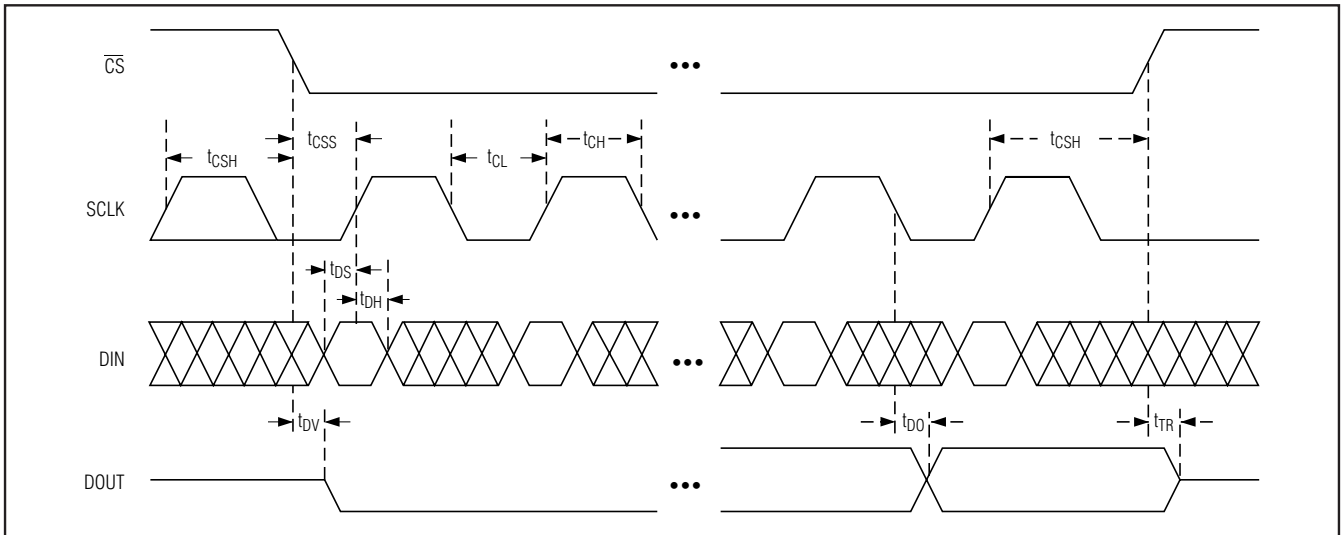 CS
•••
tCSH
tCSS
tCL
tCH
tCSH
SCLK
•••
tDS
tDH
DIN
•••
tDV
tDO
tTR
DOUT
•••